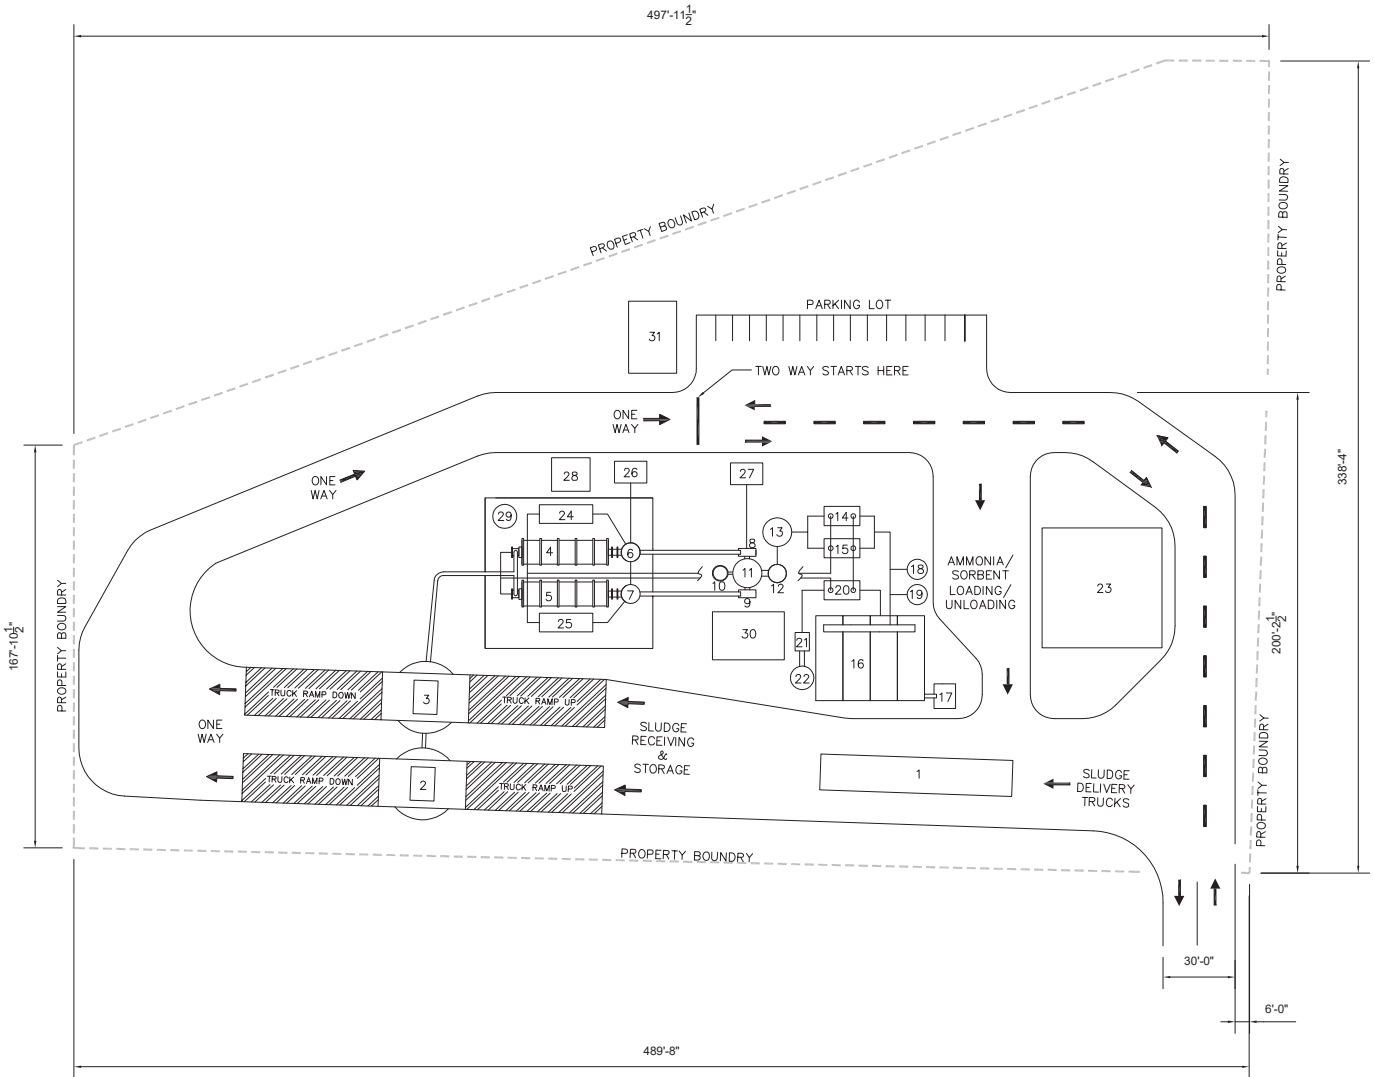 497'-11 1/2"
PROPERTY BOUNDRY
PROPERTY BOUNDRY
PARKING LOT
31
TWO WAY STARTS HERE
ONE
WAY
338'-4"
ONE
WAY
28
26
27
29
24
14
13
8
4
6
15
AMMONIA/
SORBENT
LOADING/
UNLOADING
11
18
10
12
5
7
20
19
9
23
25
30
21
16
22
17
200'-2 1/2"
167'-10 1/2"
PROPERTY BOUNDRY
TRUCK RAMP DOWN
3
TRUCK RAMP UP
ONE
WAY
SLUDGE
RECEIVING
&
STORAGE
TRUCK RAMP DOWN
2
TRUCK RAMP UP
1
SLUDGE
DELIVERY
TRUCKS
PROPERTY BOUNDRY
PROPERTY BOUNDRY
30'-0"
6'-0"
489'-8"